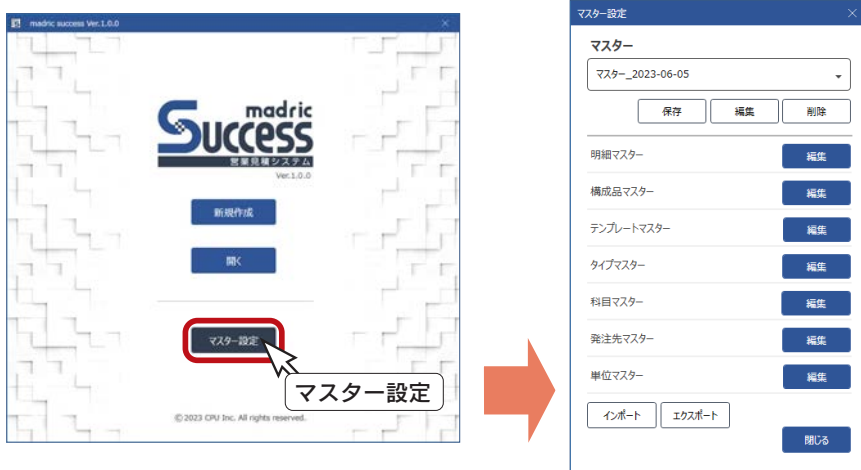 madric success Ver.1.0.0
madric
Success
営業見積システム
Ver.1.0.0
新規作成
開く
マスター設定
マスター設定
© 2023 CPU Inc. All rights reserved.
マスター設定
マスター
マスター_2023-06-05
保存
編集
削除
明細マスター 編集
構成品マスター 編集
テンプレートマスター 編集
タイプマスター 編集
科目マスター 編集
発注先マスター 編集
単位マスター 編集
インポート
エクスポート
閉じる